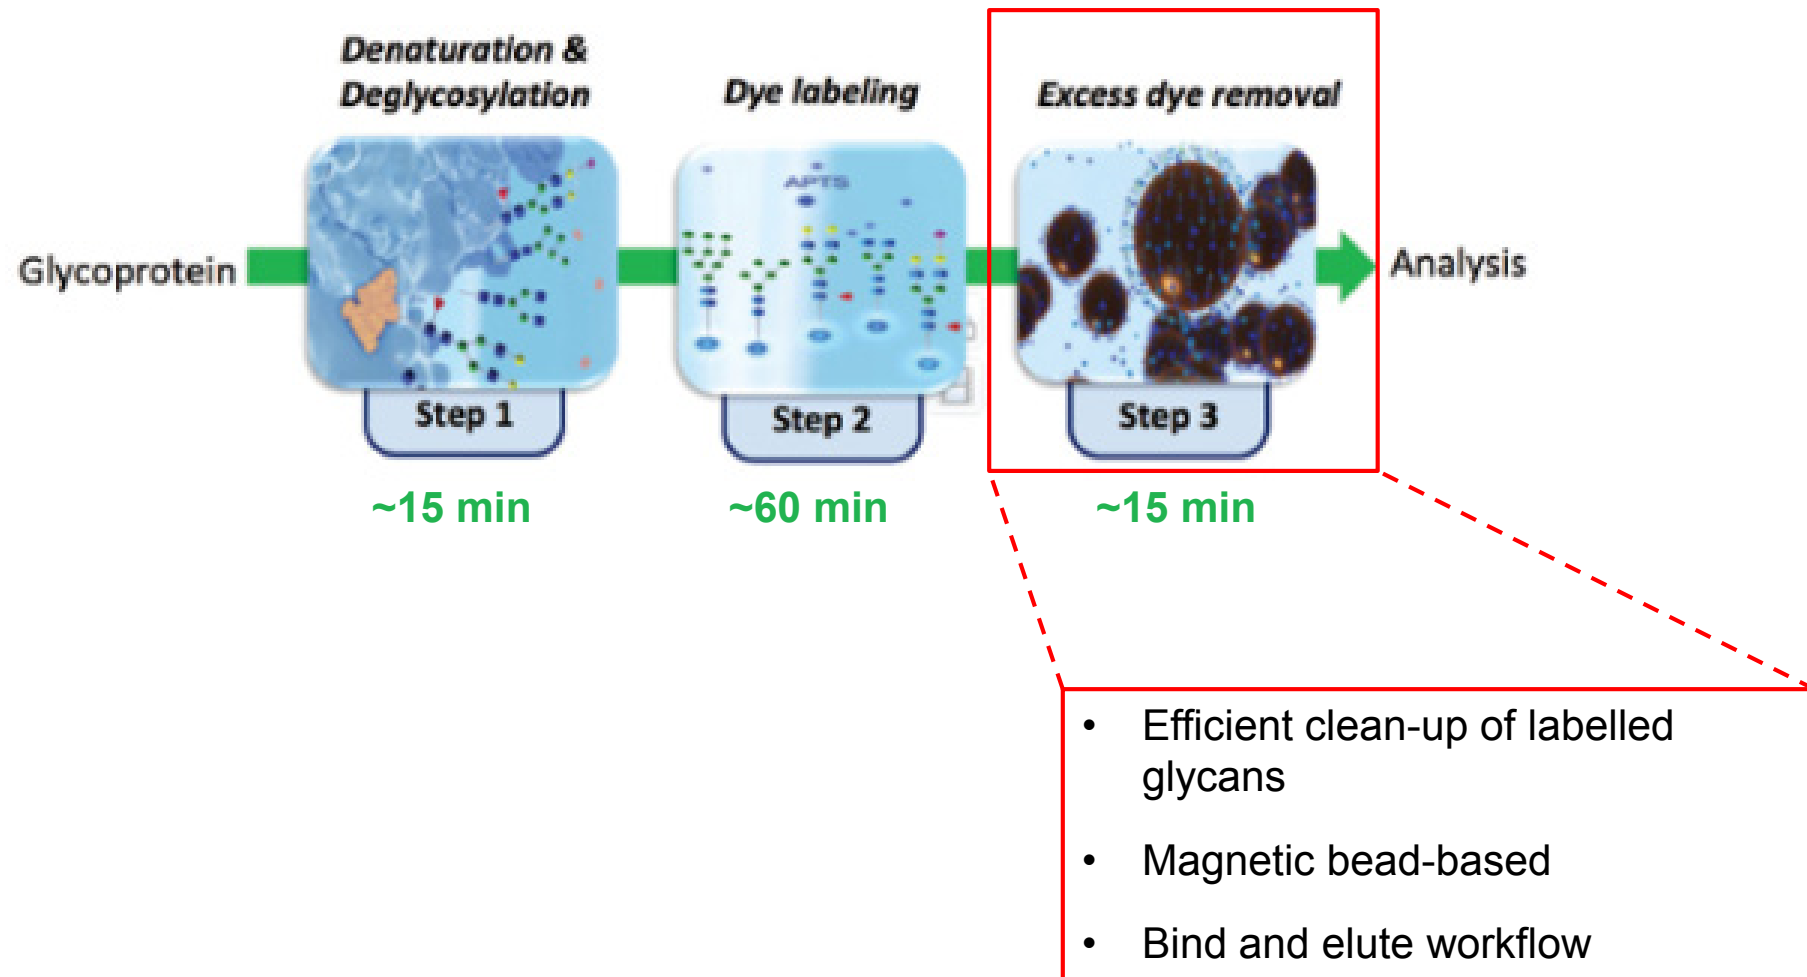 Denaturation &
Deglycosylation
Dye labeling
Excess dye removal
APTS
Glycoprotein
Analysis
Step 1
Step 2
Step 3
~15 min
~60 min
~15 min
• Efficient clean-up of labelled
glycans
• Magnetic bead-based
• Bind and elute workflow